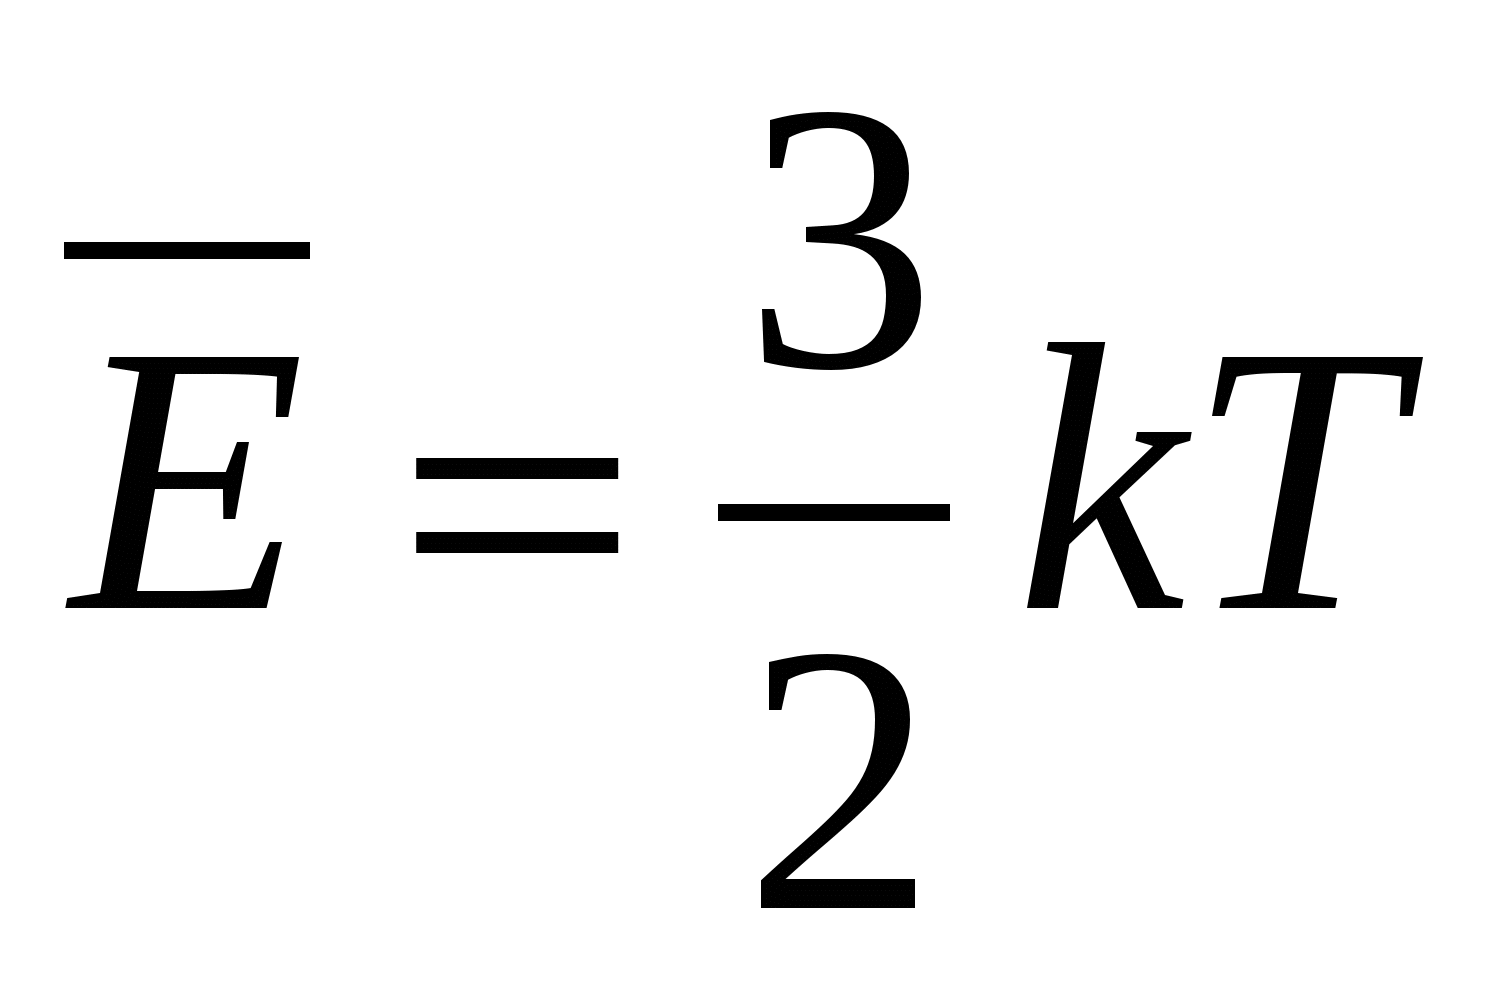 E̅ = 3/2 kT